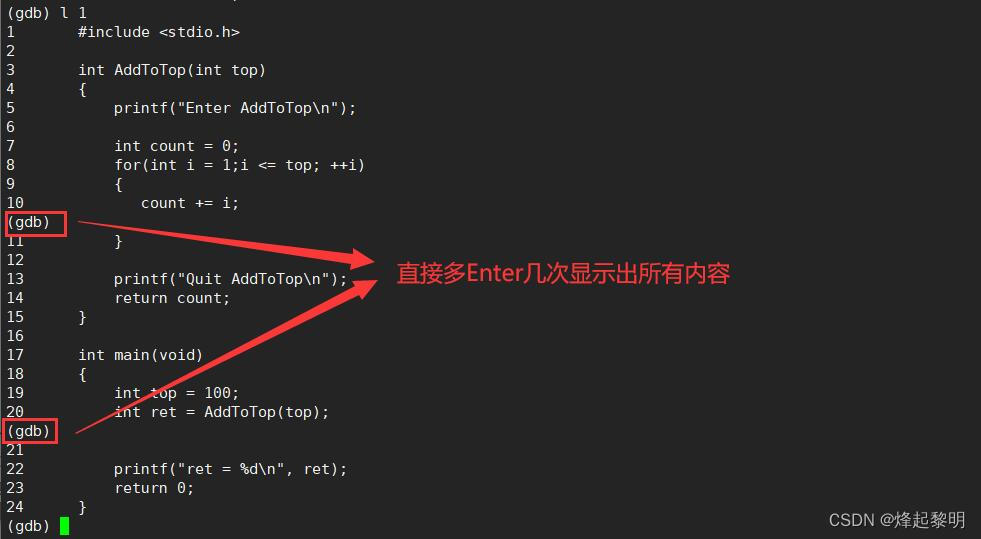 (gdb) l 1
1 #include <stdio.h>
2
3 int AddToTop(int top)
4 {
5 printf("Enter AddToTop\n");
6
7 int count = 0;
8 for(int i = 1;i <= top; ++i)
9 {
10 count += i;
(gdb)
11 }
12
13 printf("Quit AddToTop\n");
14 return count;
15 }
16
17 int main(void)
18 {
19 int top = 100;
20 int ret = AddToTop(top);
(gdb)
21
22 printf("ret = %d\n", ret);
23 return 0;
24 }
(gdb)
直接多Enter几次显示出所有内容
CSDN @烽起黎明